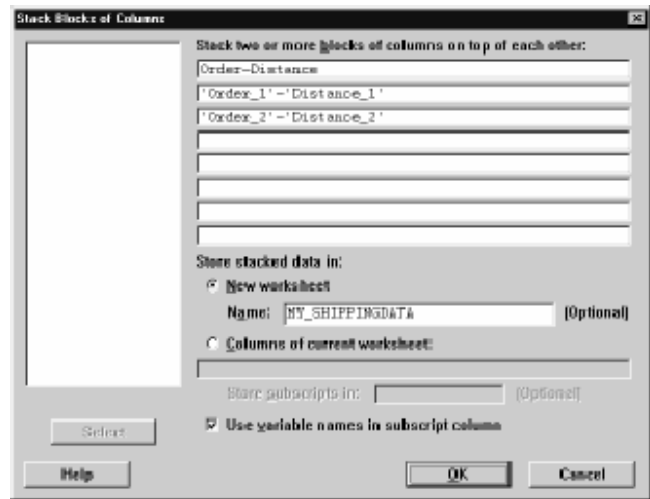 Stack Blocks of Columns
Stack two or more blocks of columns on top of each other:
Order-Distance
'Order_1'-'Distance_1'
'Order_2'-'Distance_2'
Store stacked data in:
New worksheet
Name: MY_SHIPPINGDATA (Optional)
Columns of current worksheet:
Store subscripts in: (Optional)
Select
Use variable names in subscript column
Help OK Cancel